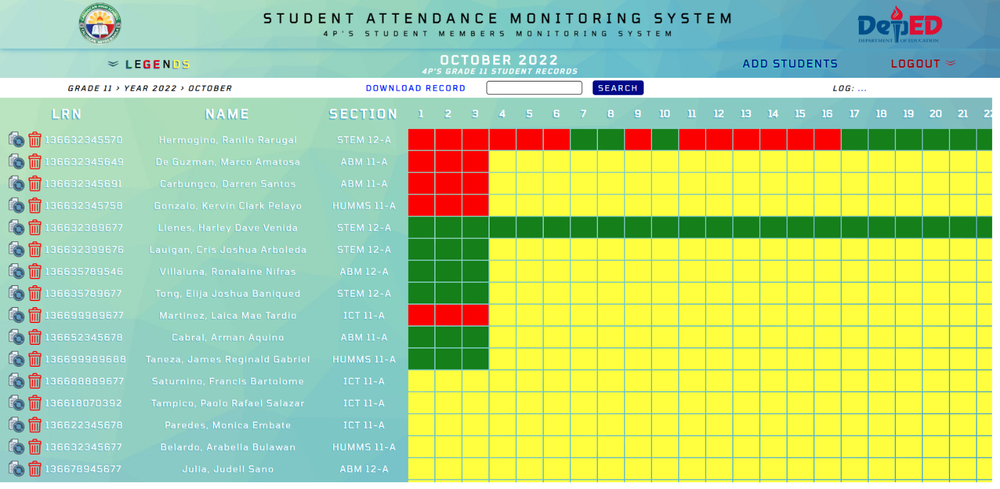 STUDENT ATTENDANCE MONITORING SYSTEM
4P'S STUDENT MEMBERS MONITORING SYSTEM
CALOOCAN HIGH SCHOOL
CALOOCAN, METRO MANILA
DepED
DEPARTMENT OF EDUCATION
LEGENDS
OCTOBER 2022
4P'S GRADE 11 STUDENT RECORDS
ADD STUDENTS
LOGOUT
GRADE 11 > YEAR 2022 > OCTOBER
DOWNLOAD RECORD
SEARCH
LOG: ...
LRN NAME SECTION 1 2 3 4 5 6 7 8 9 10 11 12 13 14 15 16 17 18 19 20 21 22
136632345570 Hermogino, Ranilo Rarugal STEM 12-A
136632345649 De Guzman, Marco Amatosa ABM 11-A
136632345691 Carbungco, Darren Santos ABM 11-A
136632345758 Gonzalo, Kervin Clark Pelayo HUMMS 11-A
136632389677 Llenes, Harley Dave Venida STEM 12-A
136632399676 Lauigan, Cris Joshua Arboleda STEM 12-A
136635789546 Villaluna, Ronalaine Nifras ABM 12-A
136635789677 Tong, Elija Joshua Baniqued STEM 12-A
136699989677 Martinez, Laica Mae Tardio ICT 11-A
136652345678 Cabral, Arman Aquino ABM 11-A
136699989688 Taneza, James Reginald Gabriel HUMMS 11-A
136688889677 Saturnino, Francis Bartolome ICT 11-A
136618070392 Tampico, Paolo Rafael Salazar ICT 11-A
136622345678 Paredes, Monica Embate ICT 11-A
136632345677 Belardo, Arabella Bulawan HUMMS 11-A
136678945677 Julia, Judell Sano ABM 12-A